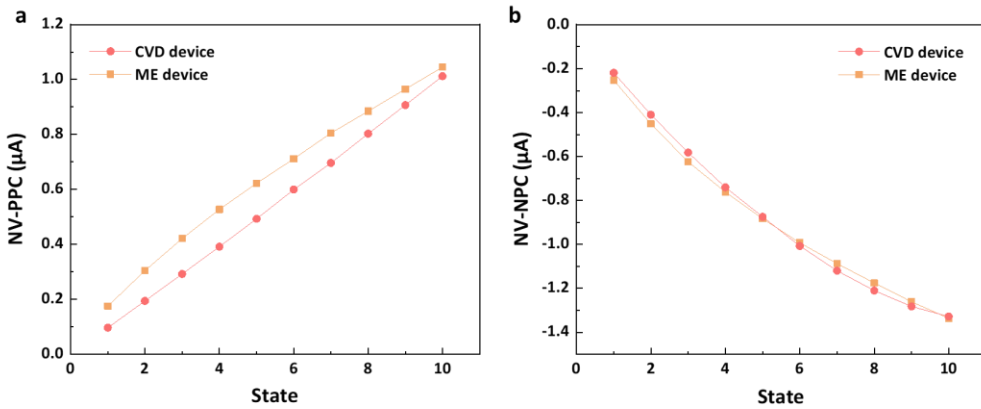 a
1.2
1.0
0.8
0.6
0.4
0.2
0.0
0 2 4 6 8 10
NV-PPC (μA)
State
CVD device
ME device
b
0.0
-0.2
-0.4
-0.6
-0.8
-1.0
-1.2
-1.4
0 2 4 6 8 10
NV-NPC (μA)
State
CVD device
ME device